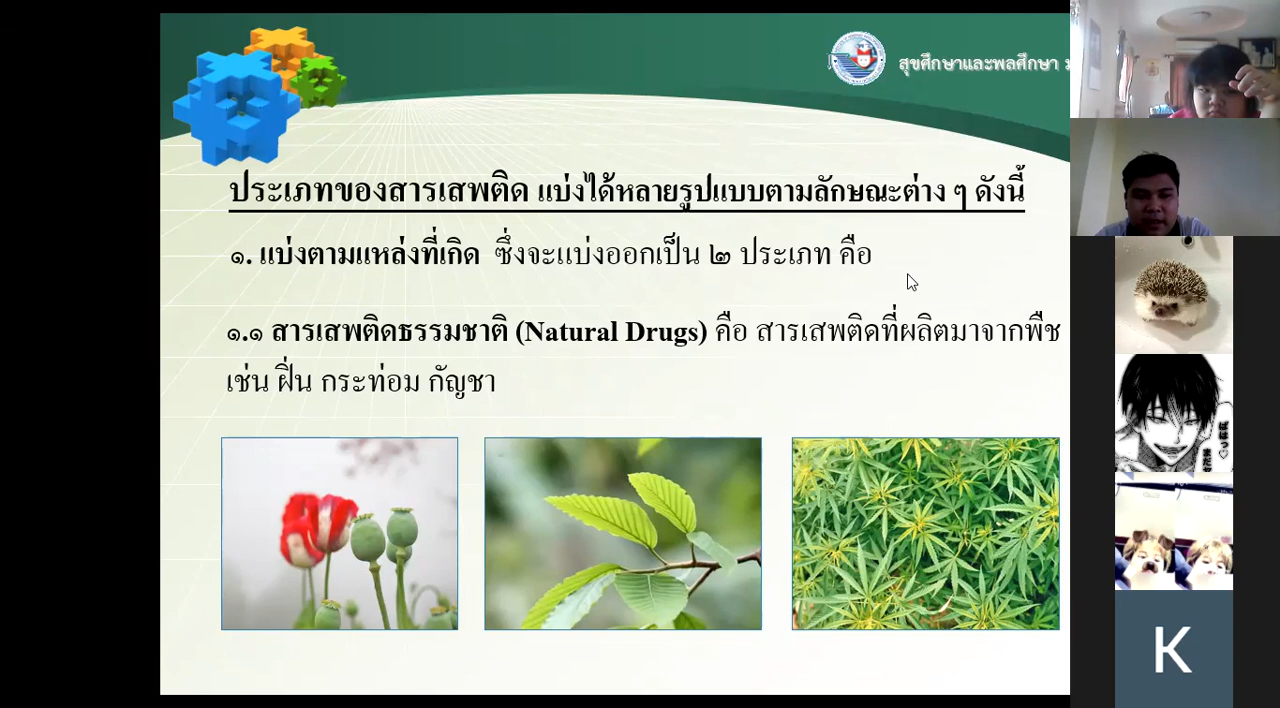 สุขศึกษาและพลศึกษา
ประเภทของสารเสพติด แบ่งได้หลายรูปแบบตามลักษณะต่าง ๆ ดังนี้
๑. แบ่งตามแหล่งที่เกิด ซึ่งจะแบ่งออกเป็น ๒ ประเภท คือ
๑.๑ สารเสพติดธรรมชาติ (Natural Drugs) คือ สารเสพติดที่ผลิตมาจากพืช
เช่น ฝิ่น กระท่อม กัญชา
K